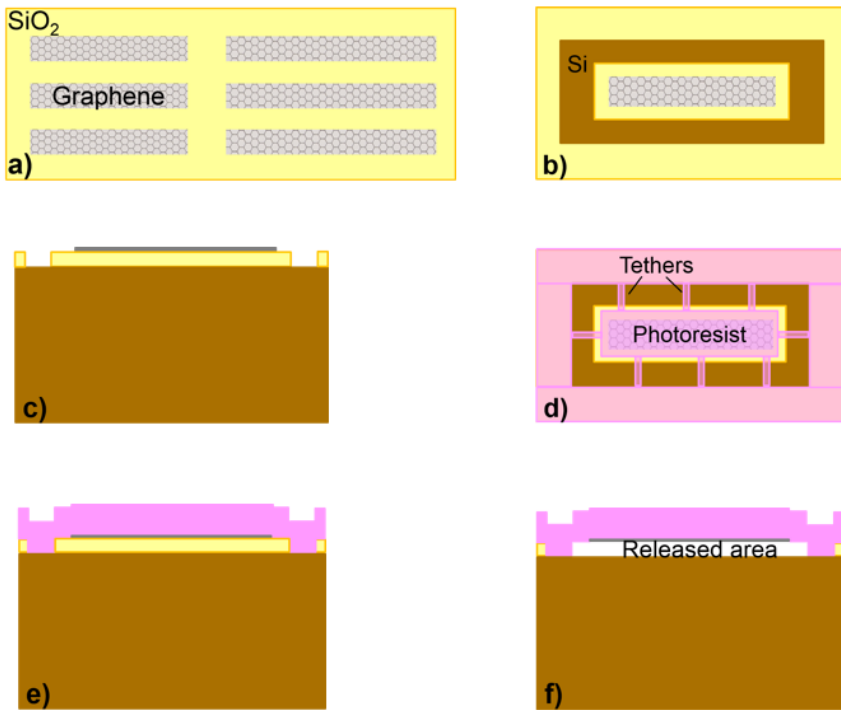 SiO₂
Graphene
a)
Si
b)
c)
Tethers
Photoresist
d)
e)
Released area
f)